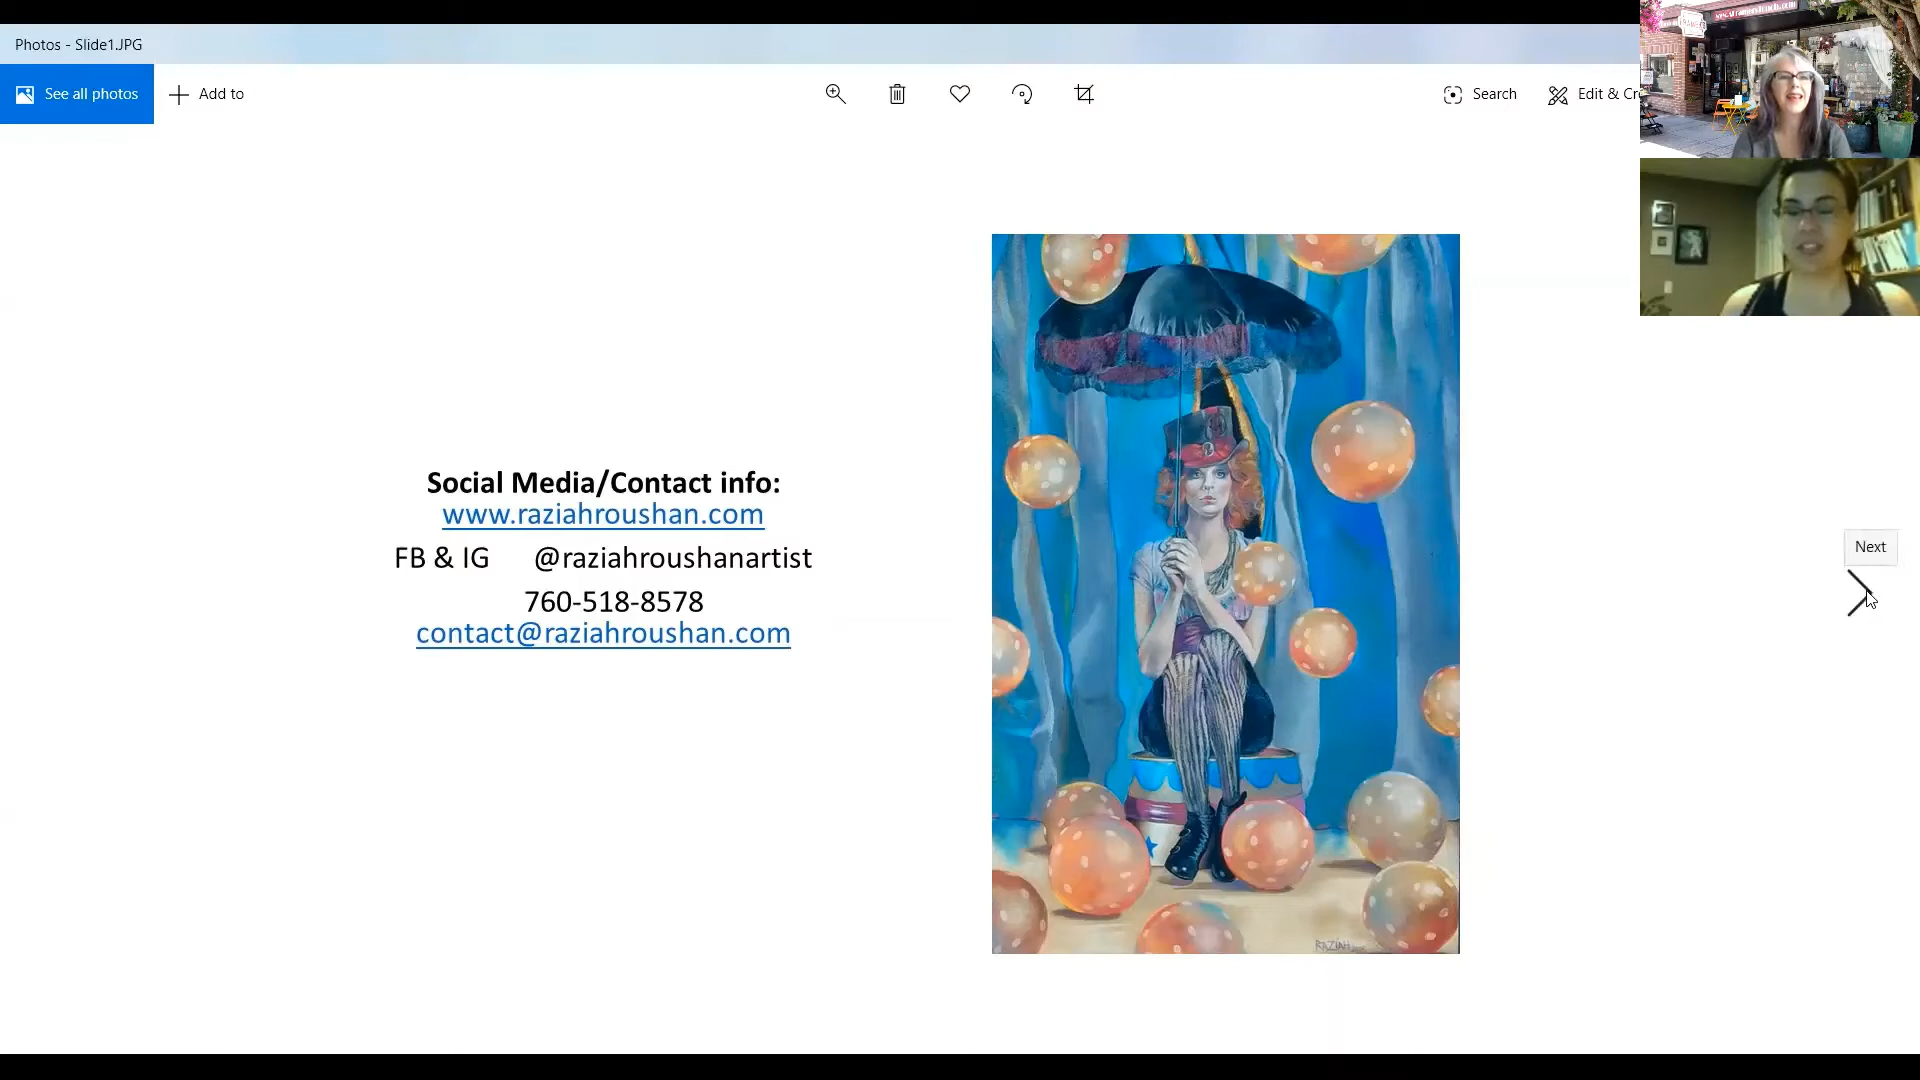 Photos - Slide1.JPG
See all photos
Add to
Search
Edit & Cr
Social Media/Contact info:
www.raziahroushan.com
FB & IG @raziahroushanartist
760-518-8578
contact@raziahroushan.com
Next
RAZIAH